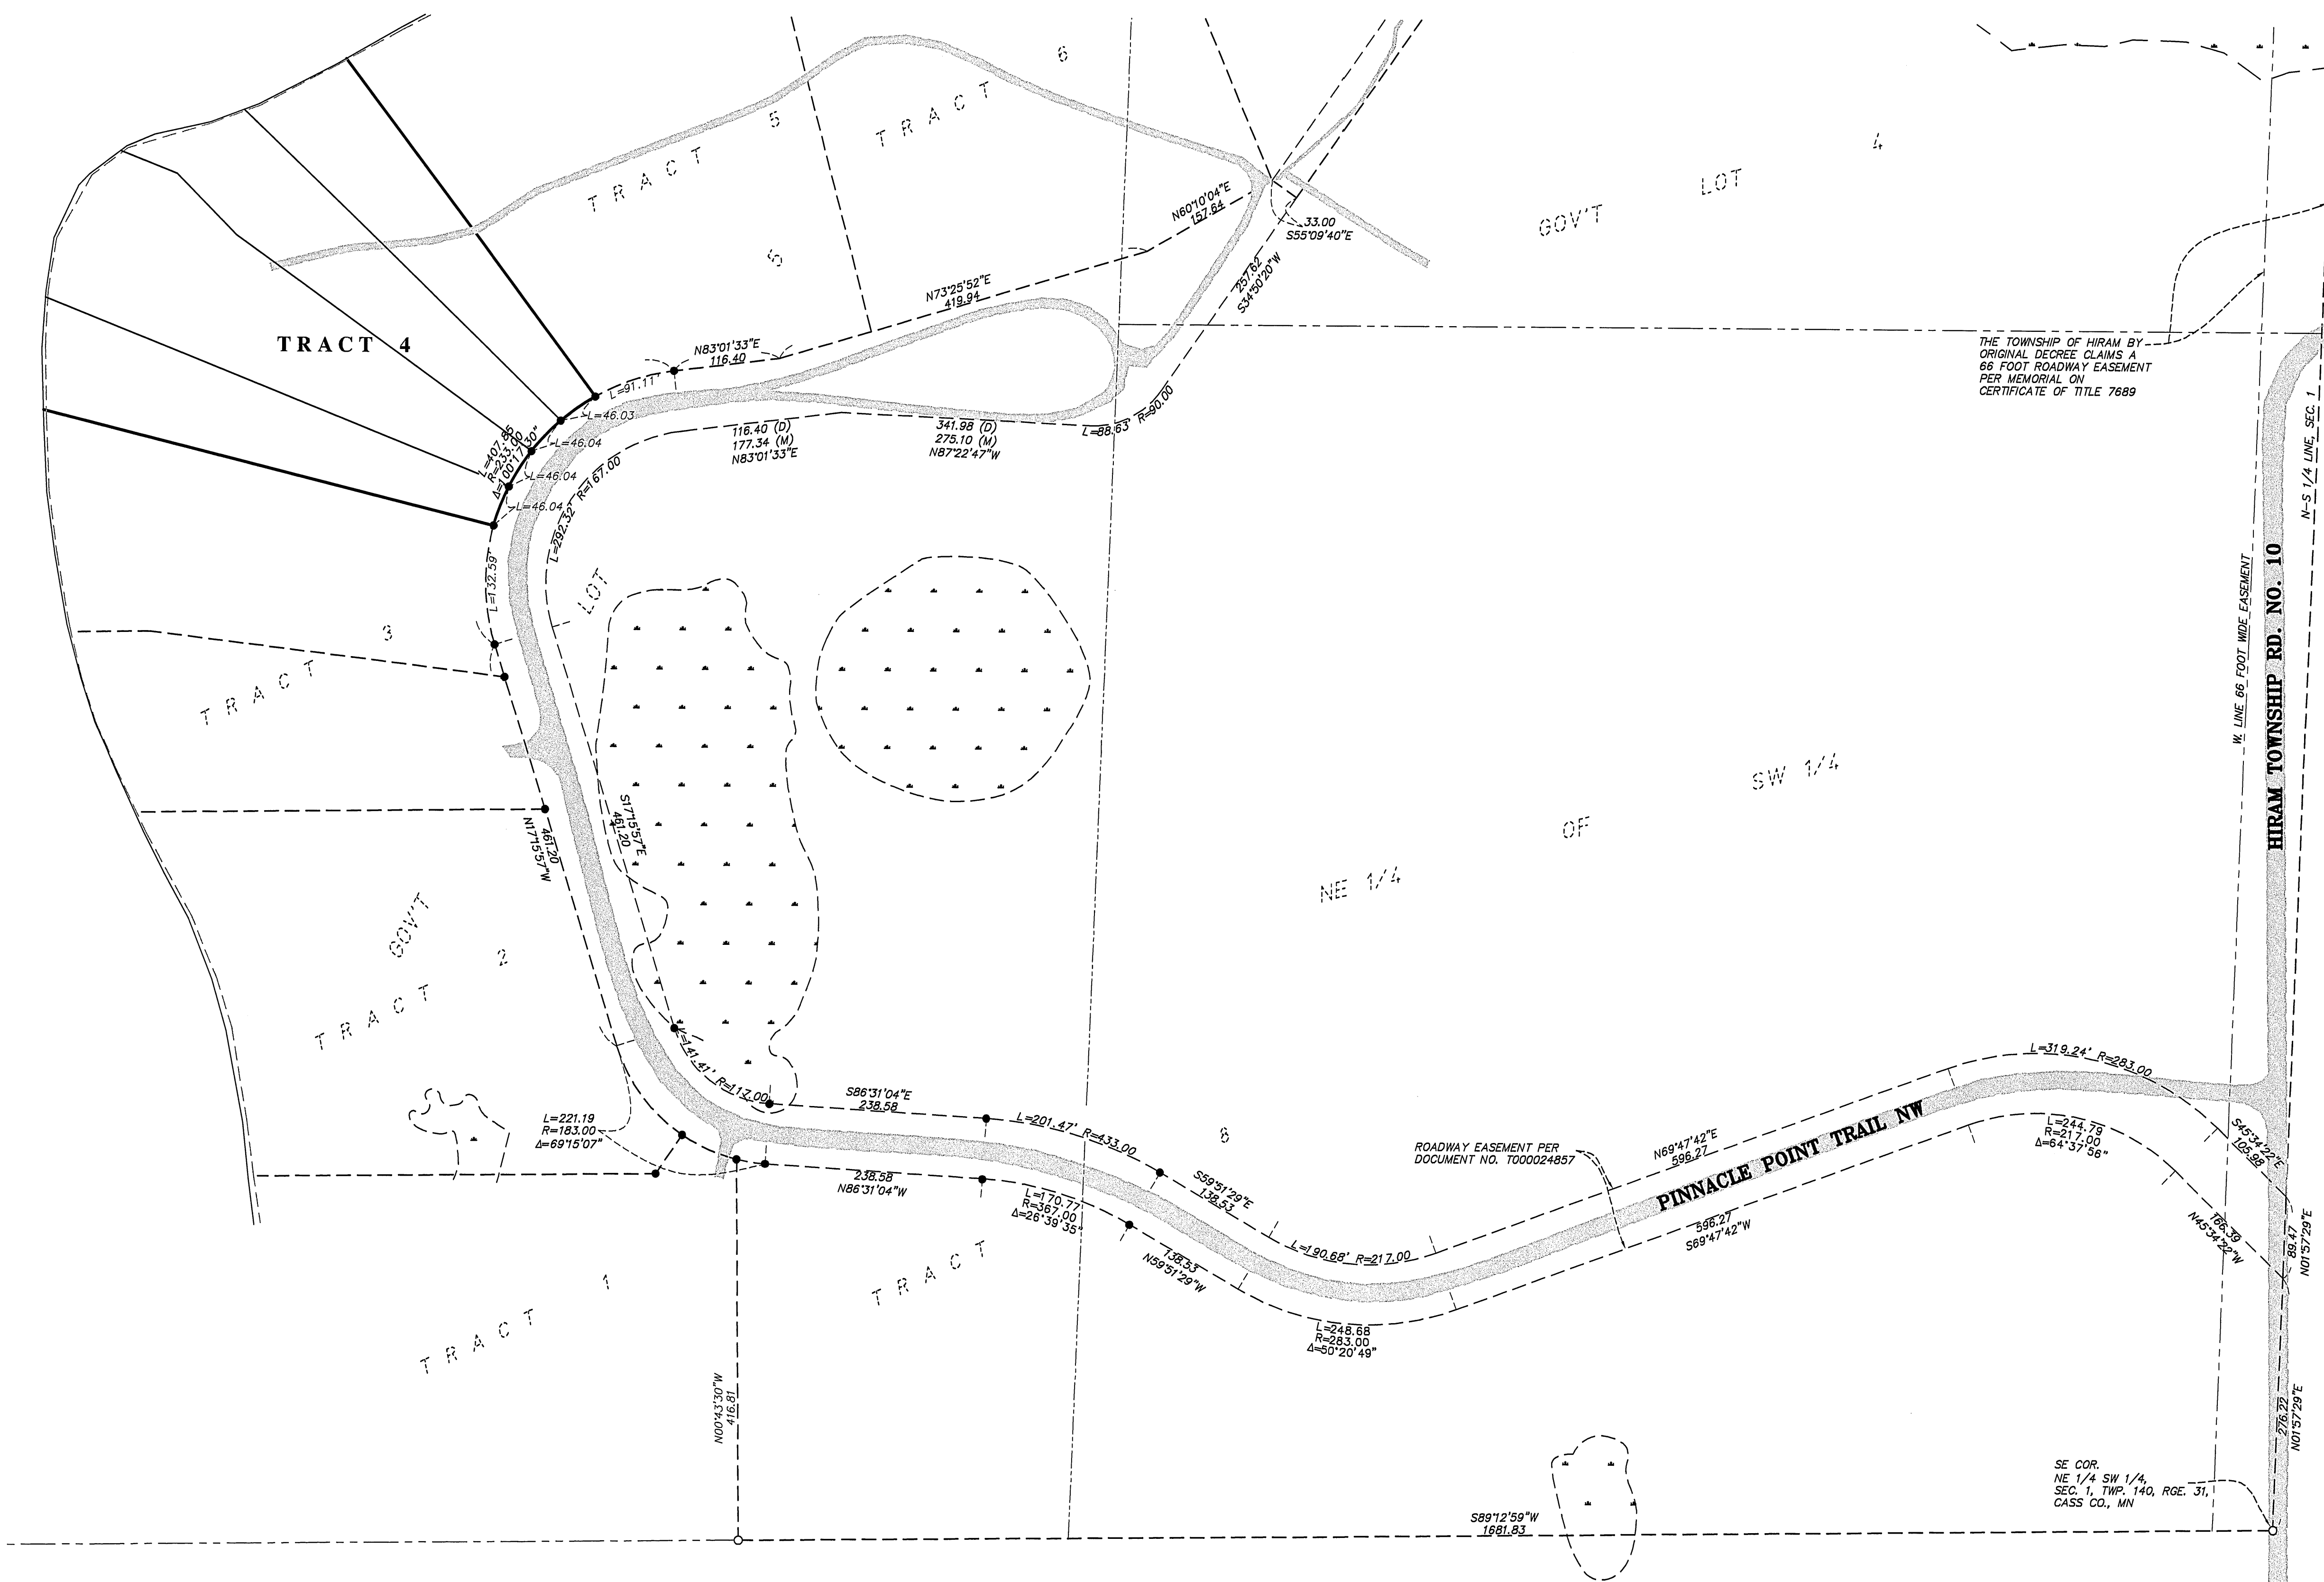 6
5
TRACT
TRACT
4
LOT
GOV'T
N60°10'04"E
157.64
33.00
S55°09'40"E
257.62
S34°50'20"W
5
N73°25'52"E
419.94
TRACT 4
N83°01'33"E
116.40
L=91.11'
L=46.03
L=46.04
L=46.04
L=46.04
L=407.85
R=233.00
Δ=100°17'30"
L=132.59'
L=292.32' R=167.00
116.40 (D)
177.34 (M)
N83°01'33"E
341.98 (D)
275.10 (M)
N87°22'47"W
L=88.63' R=90.00
THE TOWNSHIP OF HIRAM BY
ORIGINAL DECREE CLAIMS A
66 FOOT ROADWAY EASEMENT
PER MEMORIAL ON
CERTIFICATE OF TITLE 7689
N-S 1/4 LINE, SEC. 1
W. LINE 66 FOOT WIDE EASEMENT
HIRAM TOWNSHIP RD. NO. 10
LOT
3
TRACT
SW 1/4
OF
NE 1/4
S17°15'57"E
461.20
461.20
N17°15'57"W
GOV'T
2
TRACT
L=141.41' R=117.00
S86°31'04"E
238.58
L=201.47' R=433.00
8
L=221.19
R=183.00
Δ=69°15'07"
238.58
N86°31'04"W
L=170.77
R=367.00
Δ=26°39'35"
S59°51'29"E
138.53
138.53
N59°51'29"W
L=190.68' R=217.00
L=248.68
R=283.00
Δ=50°20'49"
ROADWAY EASEMENT PER
DOCUMENT NO. T000024857
N69°47'42"E
596.27
PINNACLE POINT TRAIL NW
596.27
S69°47'42"W
L=319.24' R=283.00
L=244.79
R=217.00
Δ=64°37'56"
S45°34'22"E
105.98
166.39
N45°34'22"W
89.47
N01°57'29"E
TRACT
1
TRACT
N00°43'30"W
416.81
276.22
N01°57'29"E
SE COR.
NE 1/4 SW 1/4,
SEC. 1, TWP. 140, RGE. 31,
CASS CO., MN
S89°12'59"W
1681.83